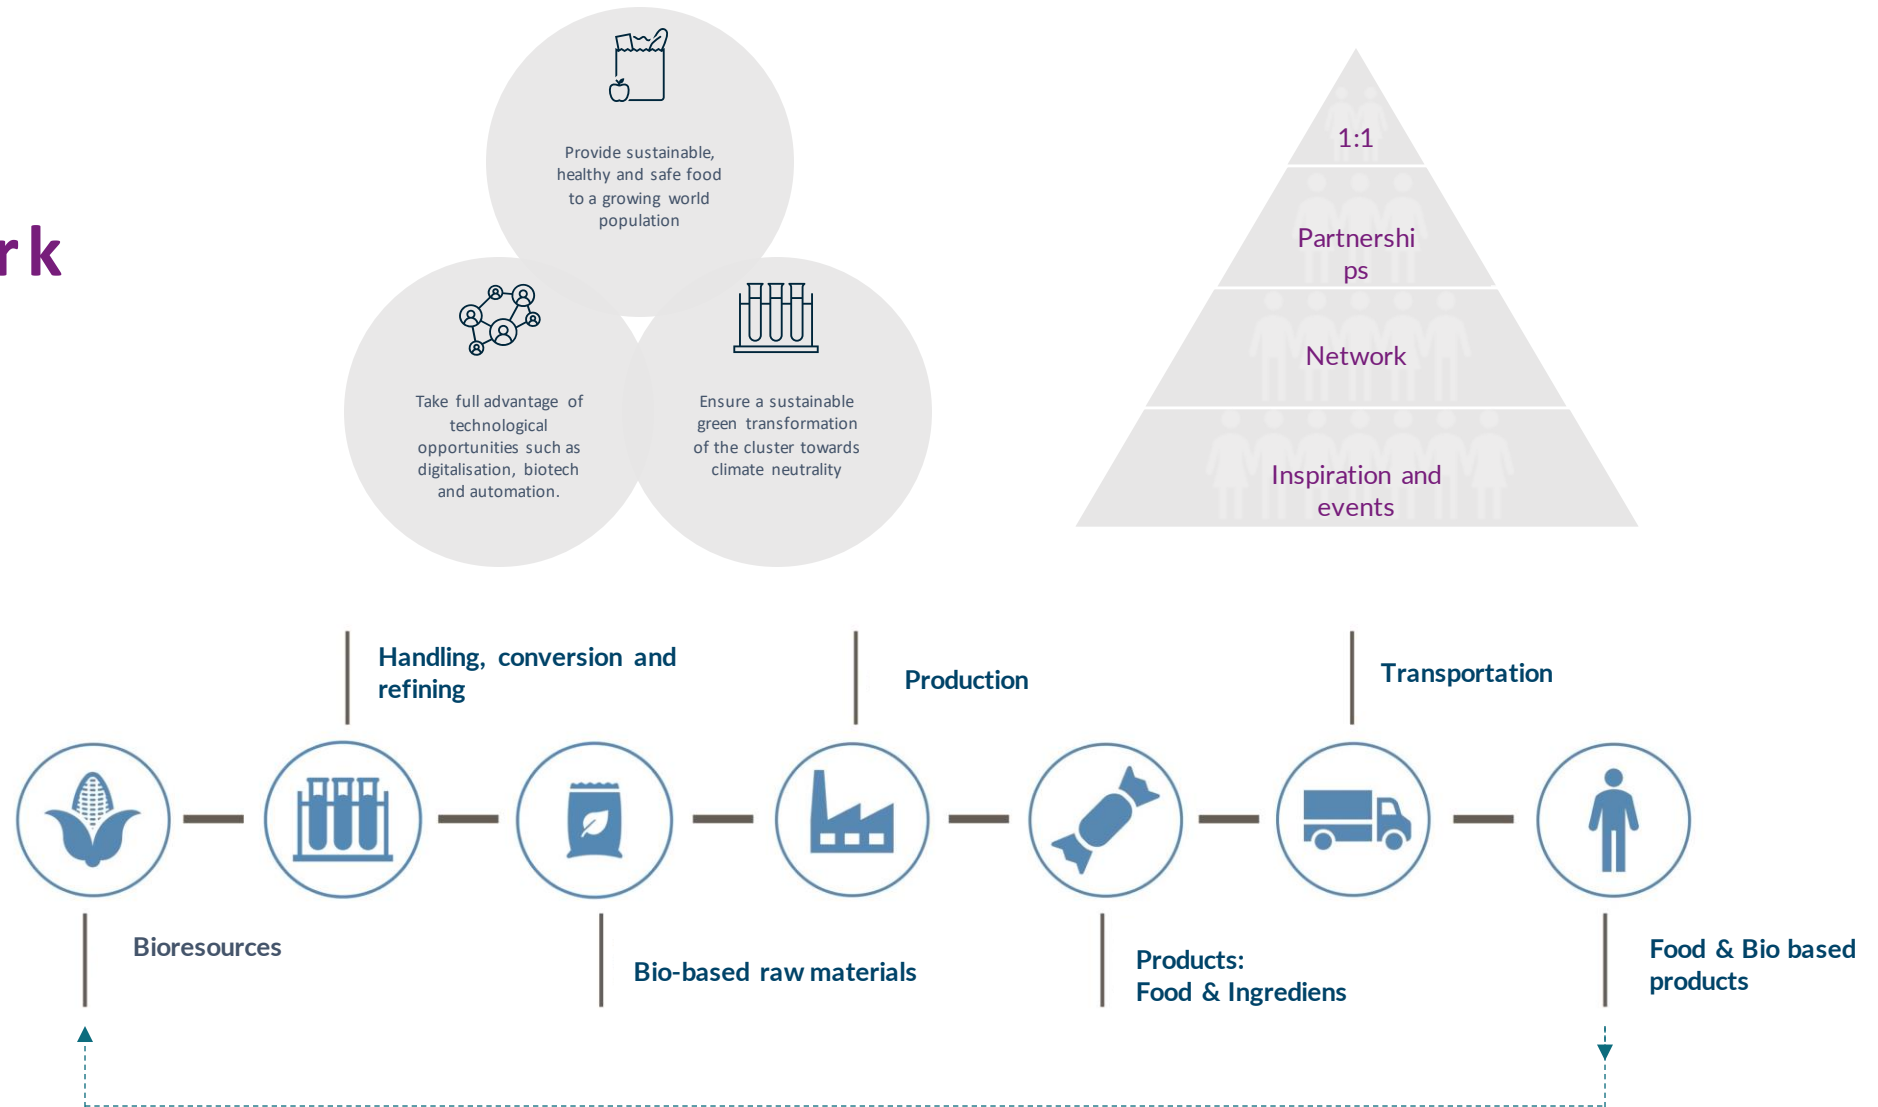 rk
Provide sustainable,
healthy and safe food
to a growing world
population
Take full advantage of
technological
opportunities such as
digitalisation, biotech
and automation.
Ensure a sustainable
green transformation
of the cluster towards
climate neutrality
1:1
Partnershi
ps
Network
Inspiration and
events
Handling, conversion and
refining
Production
Transportation
Bioresources
Bio-based raw materials
Products:
Food & Ingrediens
Food & Bio based
products